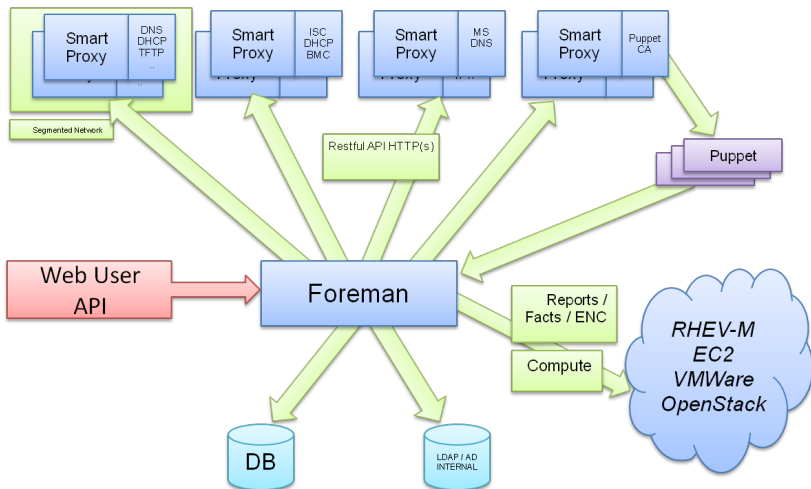 Smart
Proxy
DNS
DHCP
TFTP
..
..
Smart
Proxy
ISC
DHCP
BMC
Smart
Proxy
MS
DNS
Smart
Proxy
Puppet
CA
Segmented Network
Restful API HTTP(s)
Puppet
Web User
API
Foreman
Reports /
Facts / ENC
Compute
RHEV-M
EC2
VMWare
OpenStack
DB
LDAP / AD
INTERNAL